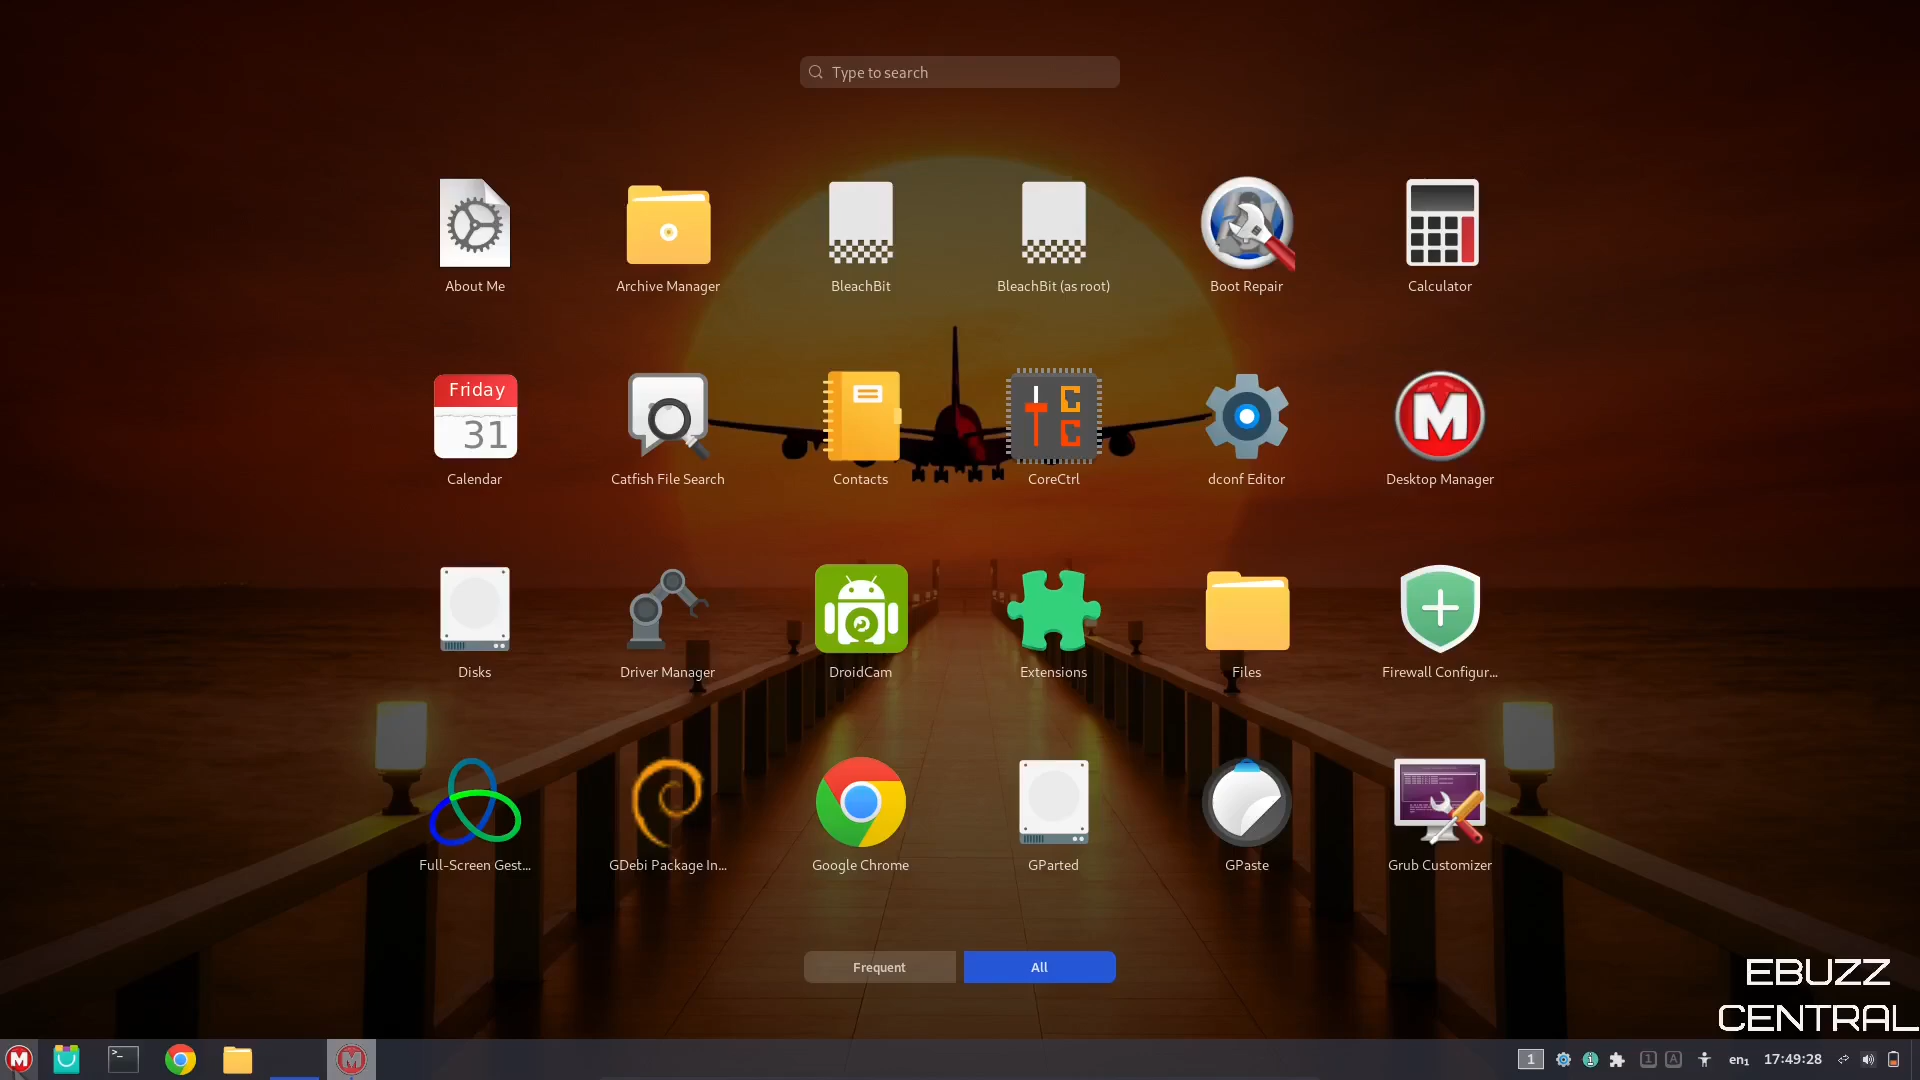 Type to search
About Me
Archive Manager
BleachBit
BleachBit (as root)
Boot Repair
Calculator
Friday
31
Calendar
Catfish File Search
Contacts
CoreCtrl
dconf Editor
M
Desktop Manager
Disks
Driver Manager
DroidCam
Extensions
Files
Firewall Configur...
Full-Screen Gest...
GDebi Package In...
Google Chrome
GParted
GPaste
Grub Customizer
Frequent
All
EBUZZ
CENTRAL
M
>_
M
1
1
A
en₁
17:49:28